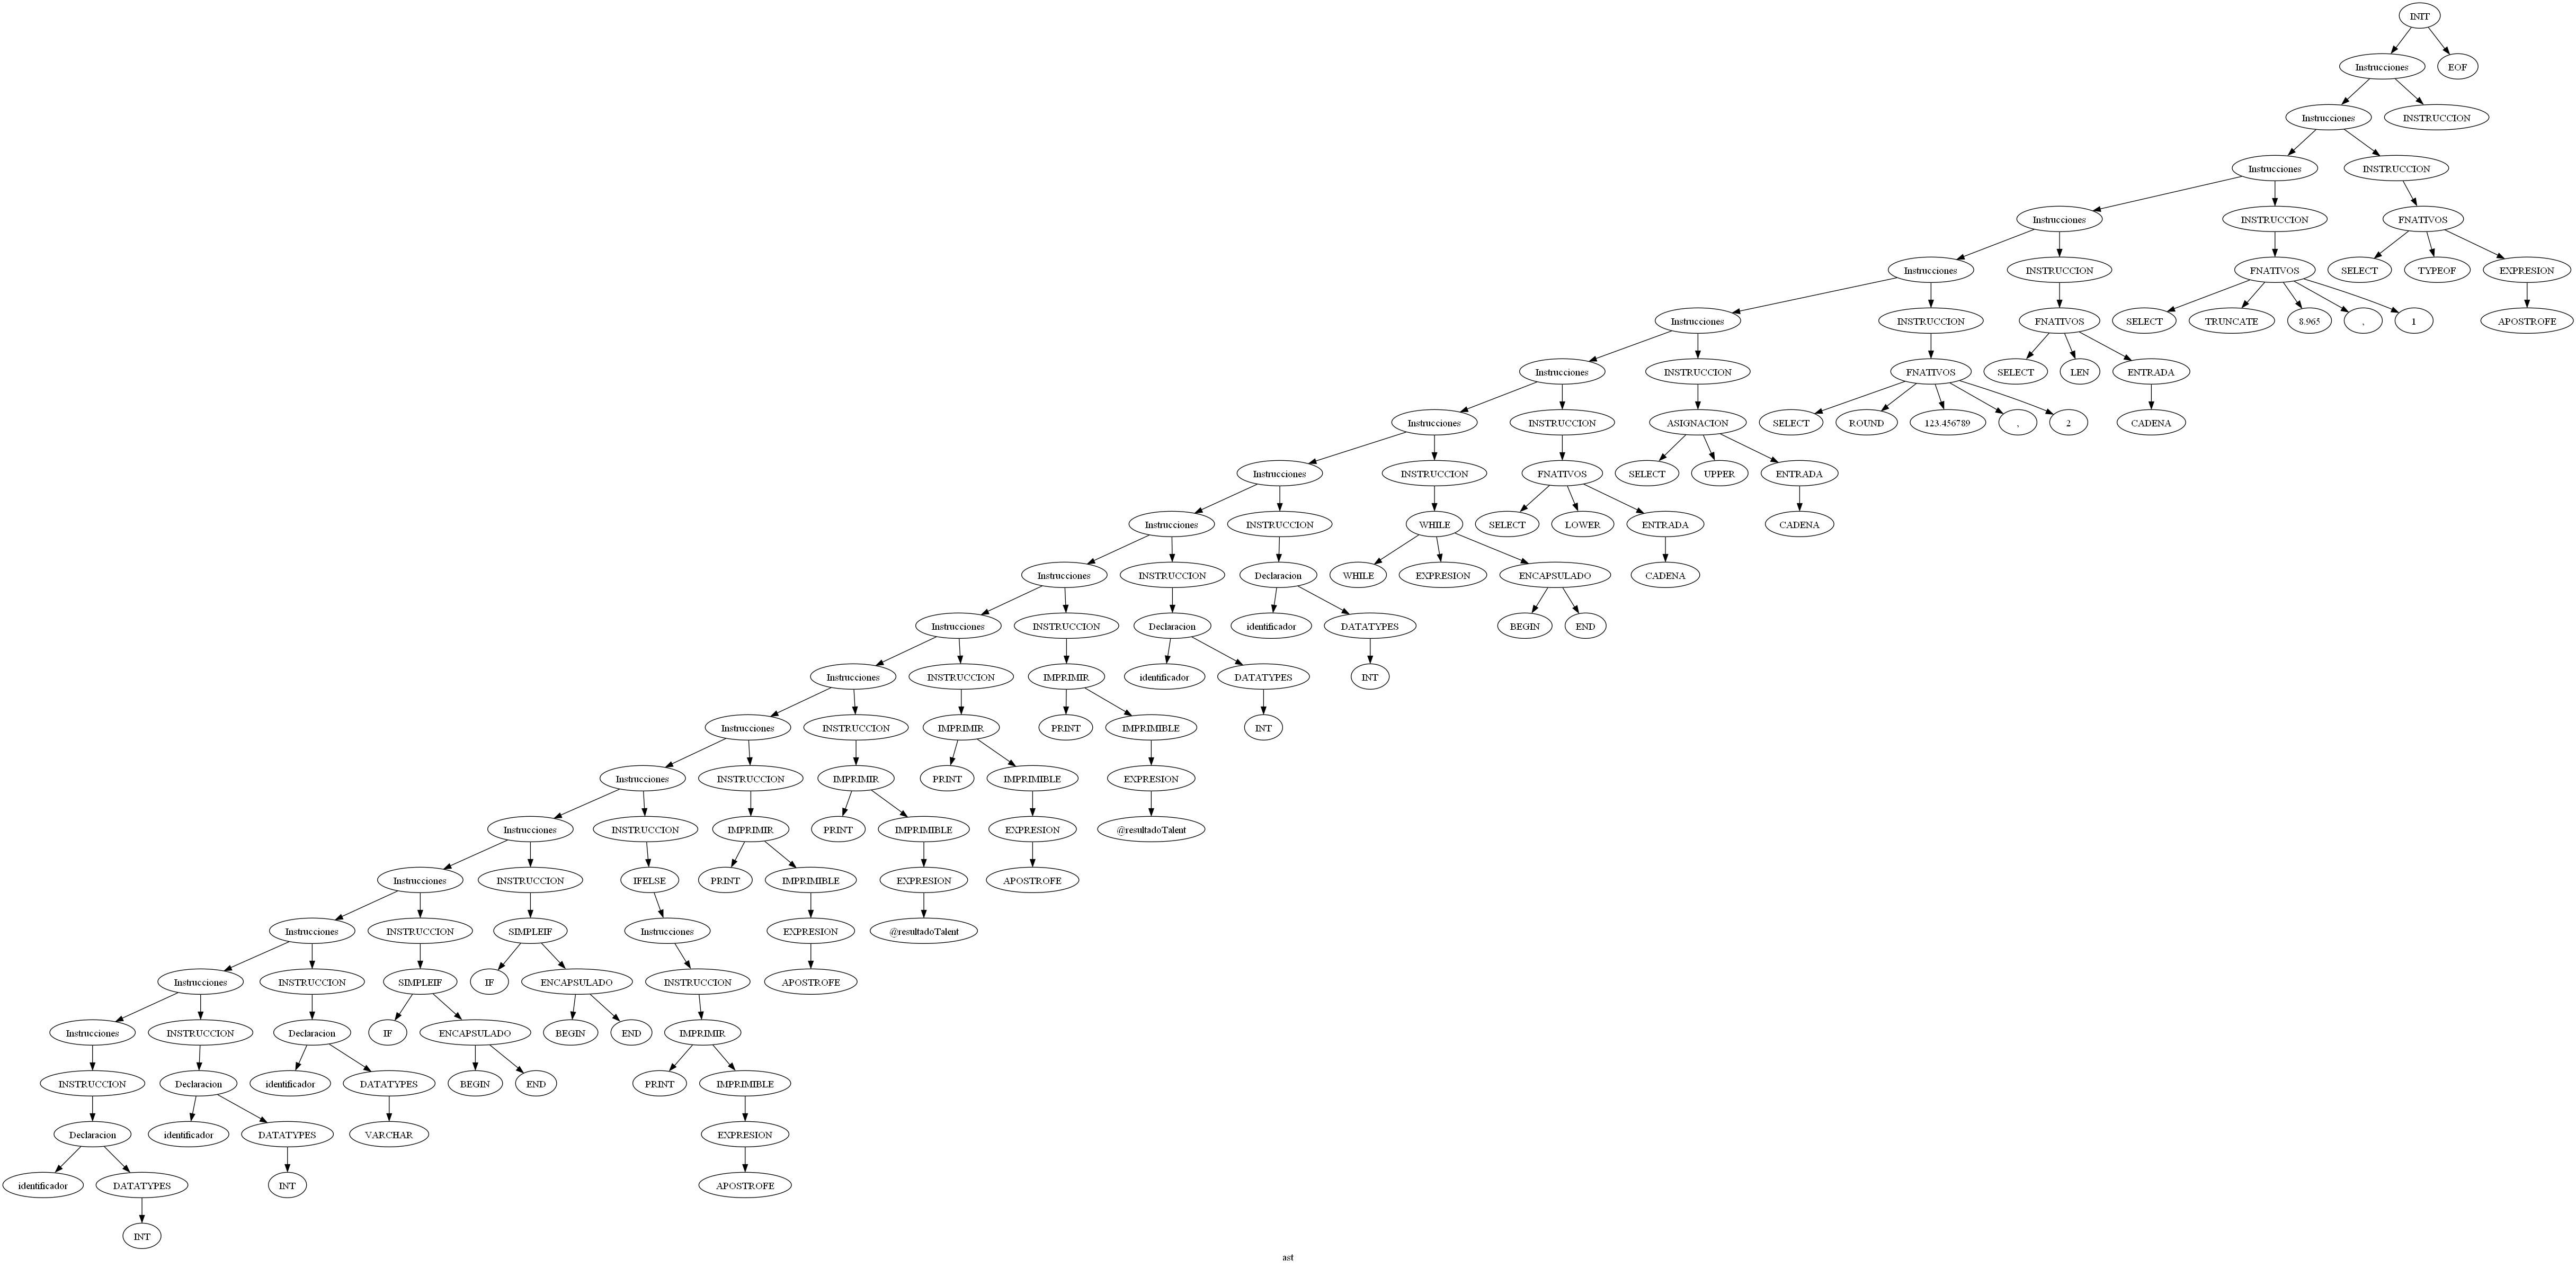 INIT
Instrucciones EOF
Instrucciones INSTRUCCION
Instrucciones INSTRUCCION
Instrucciones INSTRUCCION FNATIVOS
Instrucciones INSTRUCCION FNATIVOS SELECT TYPEOF EXPRESION
Instrucciones INSTRUCCION FNATIVOS SELECT TRUNCATE 8.965 , 1 APOSTROFE
Instrucciones INSTRUCCION FNATIVOS SELECT LEN ENTRADA
Instrucciones INSTRUCCION ASIGNACION SELECT ROUND 123.456789 , 2 CADENA
Instrucciones INSTRUCCION FNATIVOS SELECT UPPER ENTRADA
Instrucciones INSTRUCCION WHILE SELECT LOWER ENTRADA CADENA
Instrucciones INSTRUCCION Declaracion WHILE EXPRESION ENCAPSULADO CADENA
Instrucciones INSTRUCCION Declaracion identificador DATATYPES BEGIN END
Instrucciones INSTRUCCION IMPRIMIR identificador DATATYPES INT
Instrucciones INSTRUCCION IMPRIMIR PRINT IMPRIMIBLE INT
Instrucciones INSTRUCCION IMPRIMIR PRINT IMPRIMIBLE EXPRESION
Instrucciones INSTRUCCION IMPRIMIR PRINT IMPRIMIBLE EXPRESION @resultadoTalent
Instrucciones INSTRUCCION IFELSE PRINT IMPRIMIBLE EXPRESION APOSTROFE
Instrucciones INSTRUCCION SIMPLEIF Instrucciones EXPRESION @resultadoTalent
Instrucciones INSTRUCCION SIMPLEIF IF ENCAPSULADO INSTRUCCION APOSTROFE
Instrucciones INSTRUCCION Declaracion IF ENCAPSULADO BEGIN END IMPRIMIR
INSTRUCCION Declaracion identificador DATATYPES BEGIN END PRINT IMPRIMIBLE
Declaracion identificador DATATYPES VARCHAR EXPRESION
identificador DATATYPES INT APOSTROFE
INT
ast